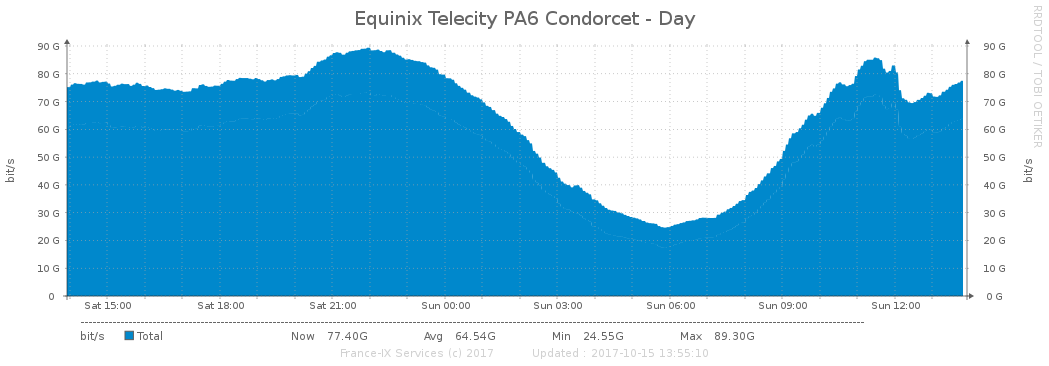 Equinix Telecity PA6 Condorcet - Day
RRDTOOL / TOBI OETIKER
90 G 90 G
80 G 80 G
70 G 70 G
60 G 60 G
50 G 50 G
40 G 40 G
30 G 30 G
20 G 20 G
10 G 10 G
0 0 G
bit/s bit/s
Sat 15:00 Sat 18:00 Sat 21:00 Sun 00:00 Sun 03:00 Sun 06:00 Sun 09:00 Sun 12:00
bit/s Total Now 77.40G Avg 64.54G Min 24.55G Max 89.30G
France-IX Services (c) 2017 Updated : 2017-10-15 13:55:10